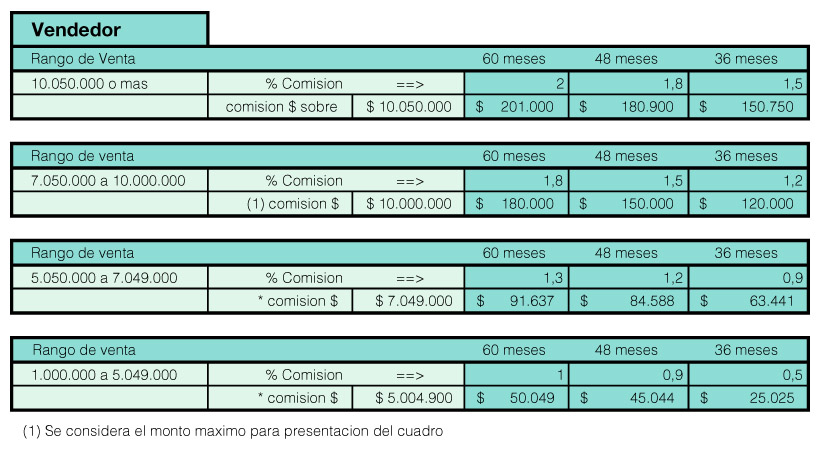 Vendedor
Rango de Venta 60 meses 48 meses 36 meses
10.050.000 o mas % Comision ==> 2 1,8 1,5
comision $ sobre $ 10.050.000 $ 201.000 $ 180.900 $ 150.750
Rango de venta 60 meses 48 meses 36 meses
7.050.000 a 10.000.000 % Comision ==> 1,8 1,5 1,2
(1) comision $ $ 10.000.000 $ 180.000 $ 150.000 $ 120.000
Rango de venta 60 meses 48 meses 36 meses
5.050.000 a 7.049.000 % Comision ==> 1,3 1,2 0,9
* comision $ $ 7.049.000 $ 91.637 $ 84.588 $ 63.441
Rango de venta 60 meses 48 meses 36 meses
1.000.000 a 5.049.000 % Comision ==> 1 0,9 0,5
* comision $ $ 5.004.900 $ 50.049 $ 45.044 $ 25.025
(1) Se considera el monto maximo para presentacion del cuadro